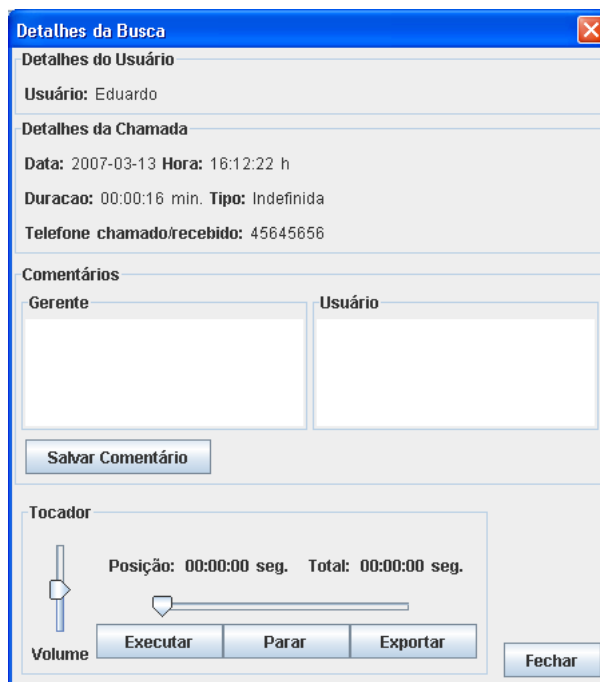 Detalhes da Busca
Detalhes do Usuário
Usuário: Eduardo
Detalhes da Chamada
Data: 2007-03-13 Hora: 16:12:22 h
Duracao: 00:00:16 min. Tipo: Indefinida
Telefone chamado/recebido: 45645656
Comentários
Gerente
Usuário
Salvar Comentário
Tocador
Posição: 00:00:00 seg. Total: 00:00:00 seg.
Executar Parar Exportar
Volume
Fechar